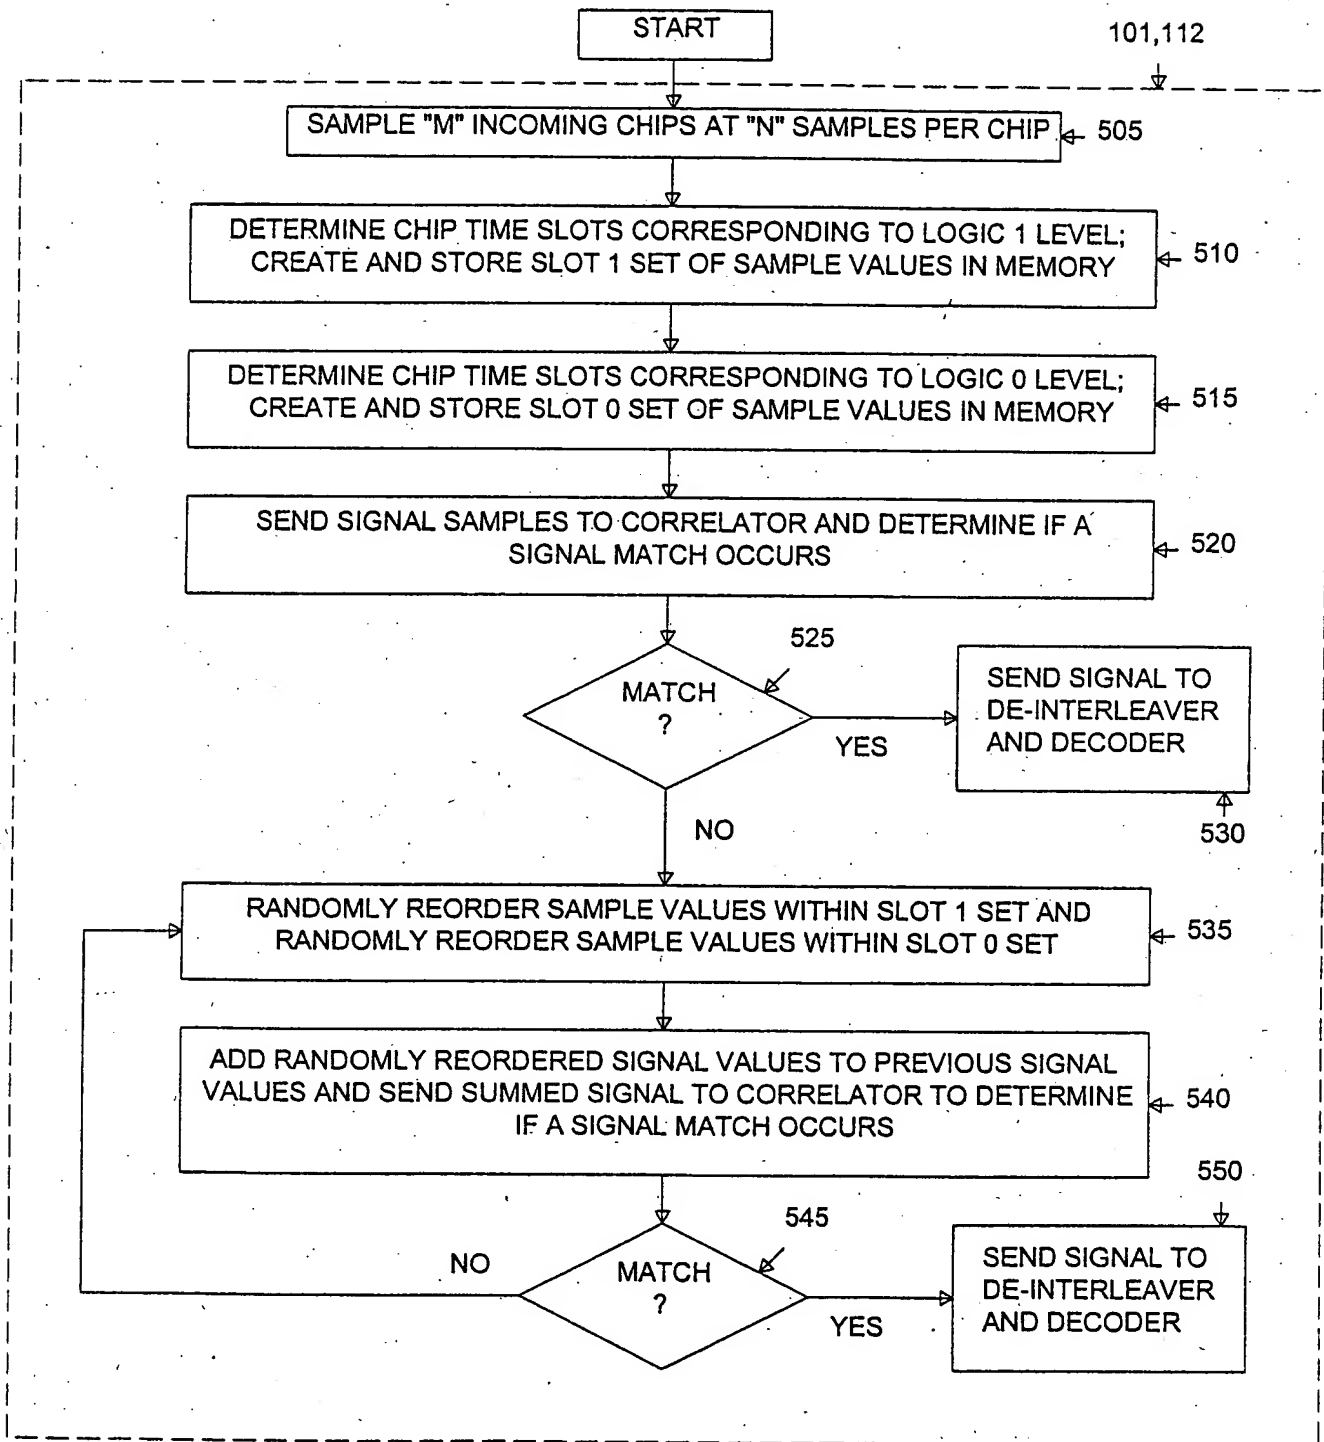 START
101,112
SAMPLE "M" INCOMING CHIPS AT "N" SAMPLES PER CHIP
505
DETERMINE CHIP TIME SLOTS CORRESPONDING TO LOGIC 1 LEVEL;
CREATE AND STORE SLOT 1 SET OF SAMPLE VALUES IN MEMORY
510
DETERMINE CHIP TIME SLOTS CORRESPONDING TO LOGIC 0 LEVEL;
CREATE AND STORE SLOT 0 SET OF SAMPLE VALUES IN MEMORY
515
SEND SIGNAL SAMPLES TO CORRELATOR AND DETERMINE IF A
SIGNAL MATCH OCCURS
520
525
MATCH
?
YES
SEND SIGNAL TO
DE-INTERLEAVER
AND DECODER
530
NO
RANDOMLY REORDER SAMPLE VALUES WITHIN SLOT 1 SET AND
RANDOMLY REORDER SAMPLE VALUES WITHIN SLOT 0 SET
535
ADD RANDOMLY REORDERED SIGNAL VALUES TO PREVIOUS SIGNAL
VALUES AND SEND SUMMED SIGNAL TO CORRELATOR TO DETERMINE
IF A SIGNAL MATCH OCCURS
540
550
545
NO
MATCH
?
YES
SEND SIGNAL TO
DE-INTERLEAVER
AND DECODER